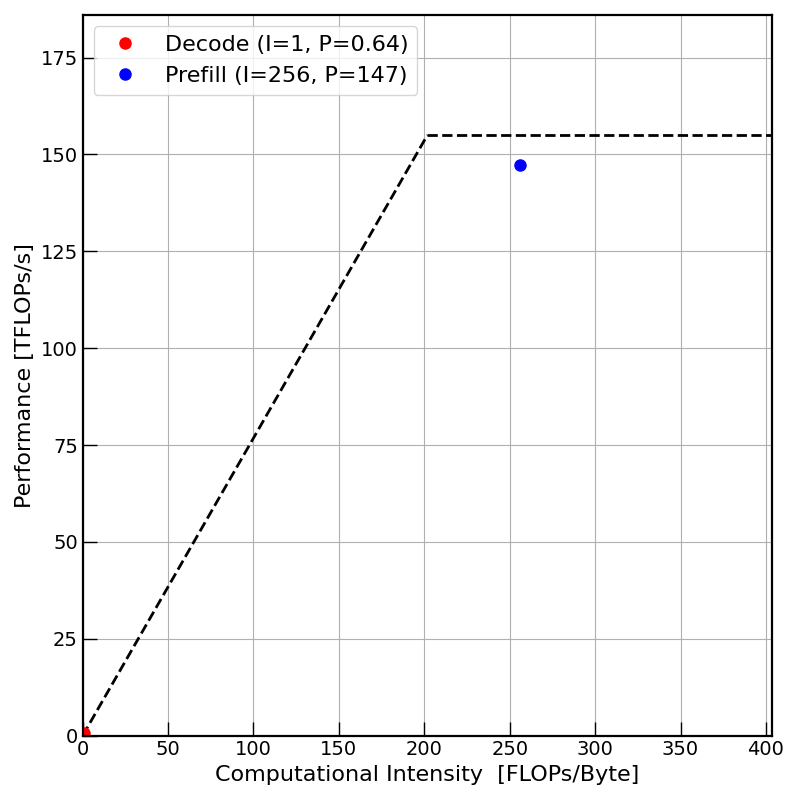 Decode (I=1, P=0.64)
Prefill (I=256, P=147)
175
150
125
100
75
50
25
0
Performance [TFLOPs/s]
0 50 100 150 200 250 300 350 400
Computational Intensity [FLOPs/Byte]